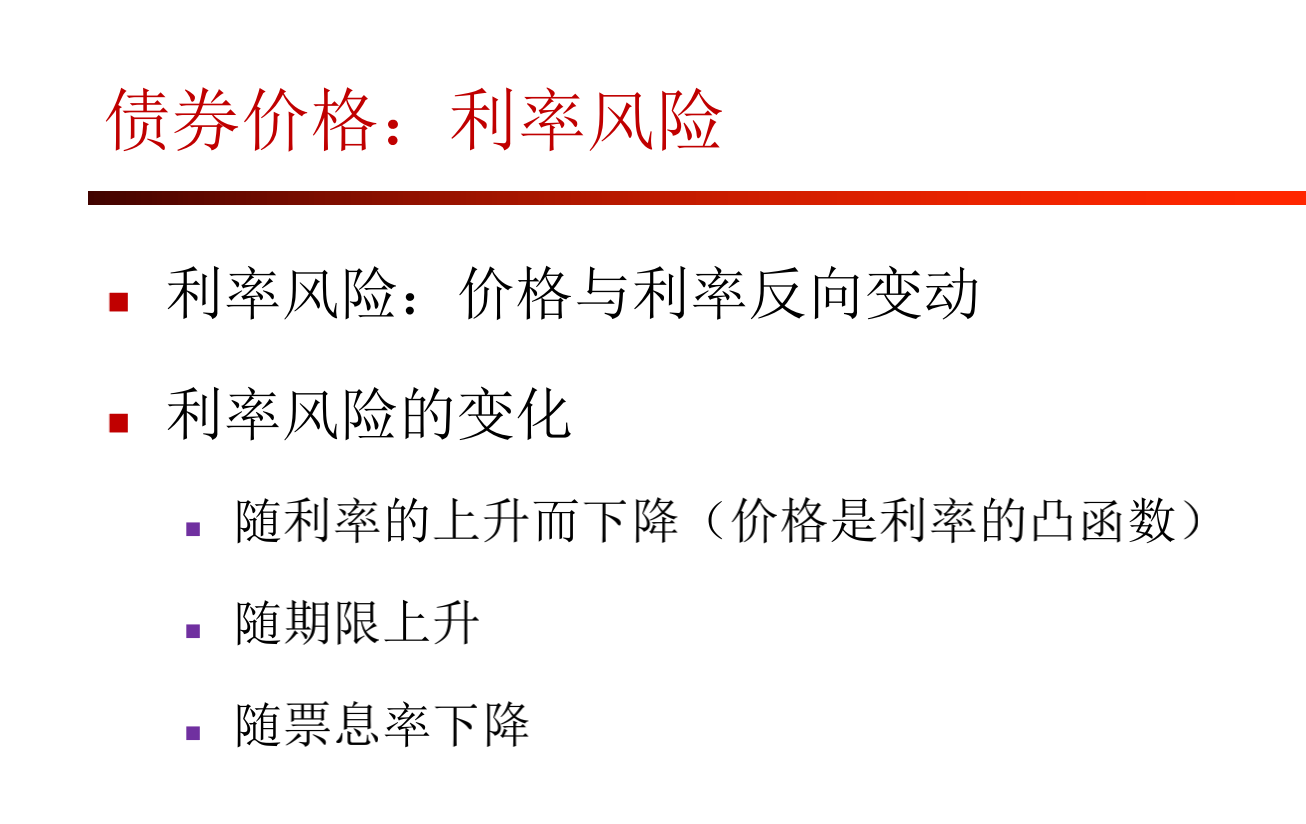 债券价格：利率风险
利率风险：价格与利率反向变动
利率风险的变化
随利率的上升而下降（价格是利率的凸函数）
随期限上升
随票息率下降